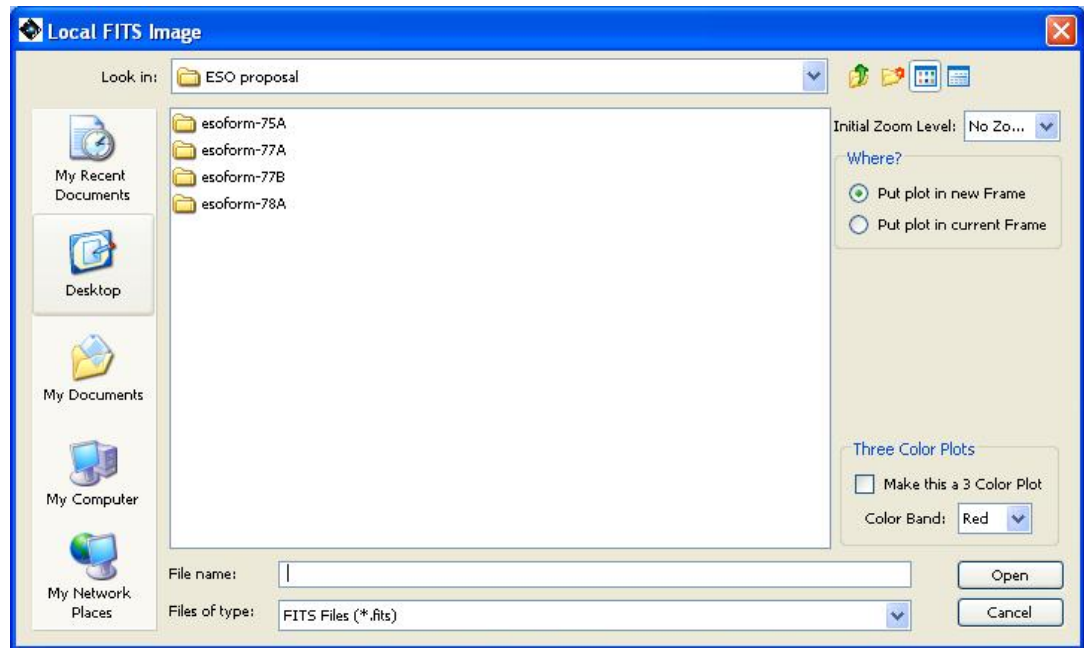 Local FITS Image
Look in:
ESO proposal
My Recent
Documents
Desktop
My Documents
My Computer
My Network
Places
esoform-75A
esoform-77A
esoform-77B
esoform-78A
Initial Zoom Level:
No Zo...
Where?
Put plot in new Frame
Put plot in current Frame
Three Color Plots
Make this a 3 Color Plot
Color Band:
Red
File name:
Open
Files of type:
FITS Files (*.fits)
Cancel